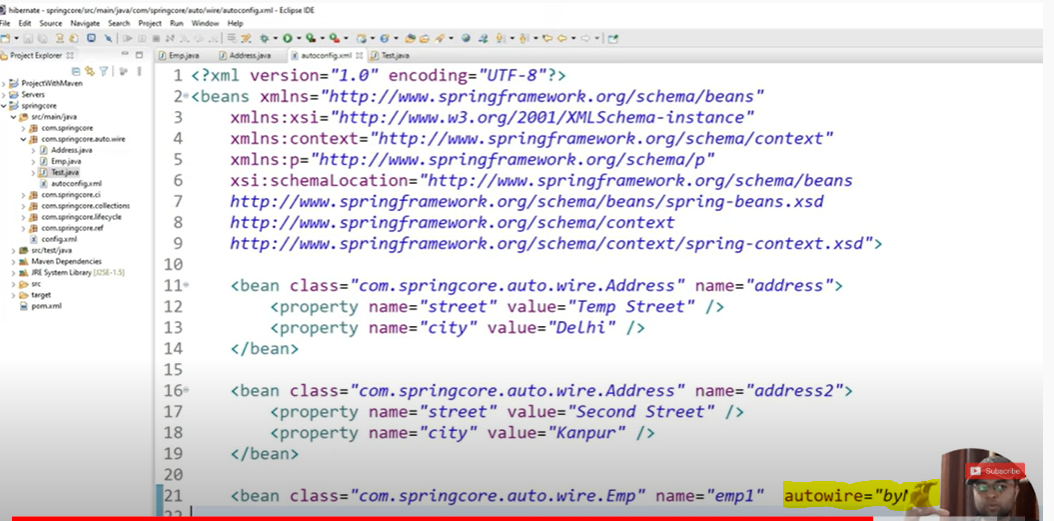 hibernate - springcore/src/main/java/com/springcore/auto/wire/autoconfig.xml - Eclipse IDE
File Edit Source Navigate Search Project Run Window Help
Project Explorer
Emp.java Address.java autoconfig.xml Test.java
ProjectWithMaven
Servers
springcore
src/main/java
com.springcore
com.springcore.auto.wire
Address.java
Emp.java
Test.java
autoconfig.xml
com.springcore.ci
com.springcore.collections
com.springcore.lifecycle
com.springcore.ref
config.xml
src/test/java
Maven Dependencies
JRE System Library [J2SE-1.5]
src
target
pom.xml
1 <?xml version="1.0" encoding="UTF-8"?>
2 <beans xmlns="http://www.springframework.org/schema/beans"
3 xmlns:xsi="http://www.w3.org/2001/XMLSchema-instance"
4 xmlns:context="http://www.springframework.org/schema/context"
5 xmlns:p="http://www.springframework.org/schema/p"
6 xsi:schemaLocation="http://www.springframework.org/schema/beans
7 http://www.springframework.org/schema/beans/spring-beans.xsd
8 http://www.springframework.org/schema/context
9 http://www.springframework.org/schema/context/spring-context.xsd">
10
11 <bean class="com.springcore.auto.wire.Address" name="address">
12 <property name="street" value="Temp Street" />
13 <property name="city" value="Delhi" />
14 </bean>
15
16 <bean class="com.springcore.auto.wire.Address" name="address2">
17 <property name="street" value="Second Street" />
18 <property name="city" value="Kanpur" />
19 </bean>
20
21 <bean class="com.springcore.auto.wire.Emp" name="emp1" autowire="by
Subscribe